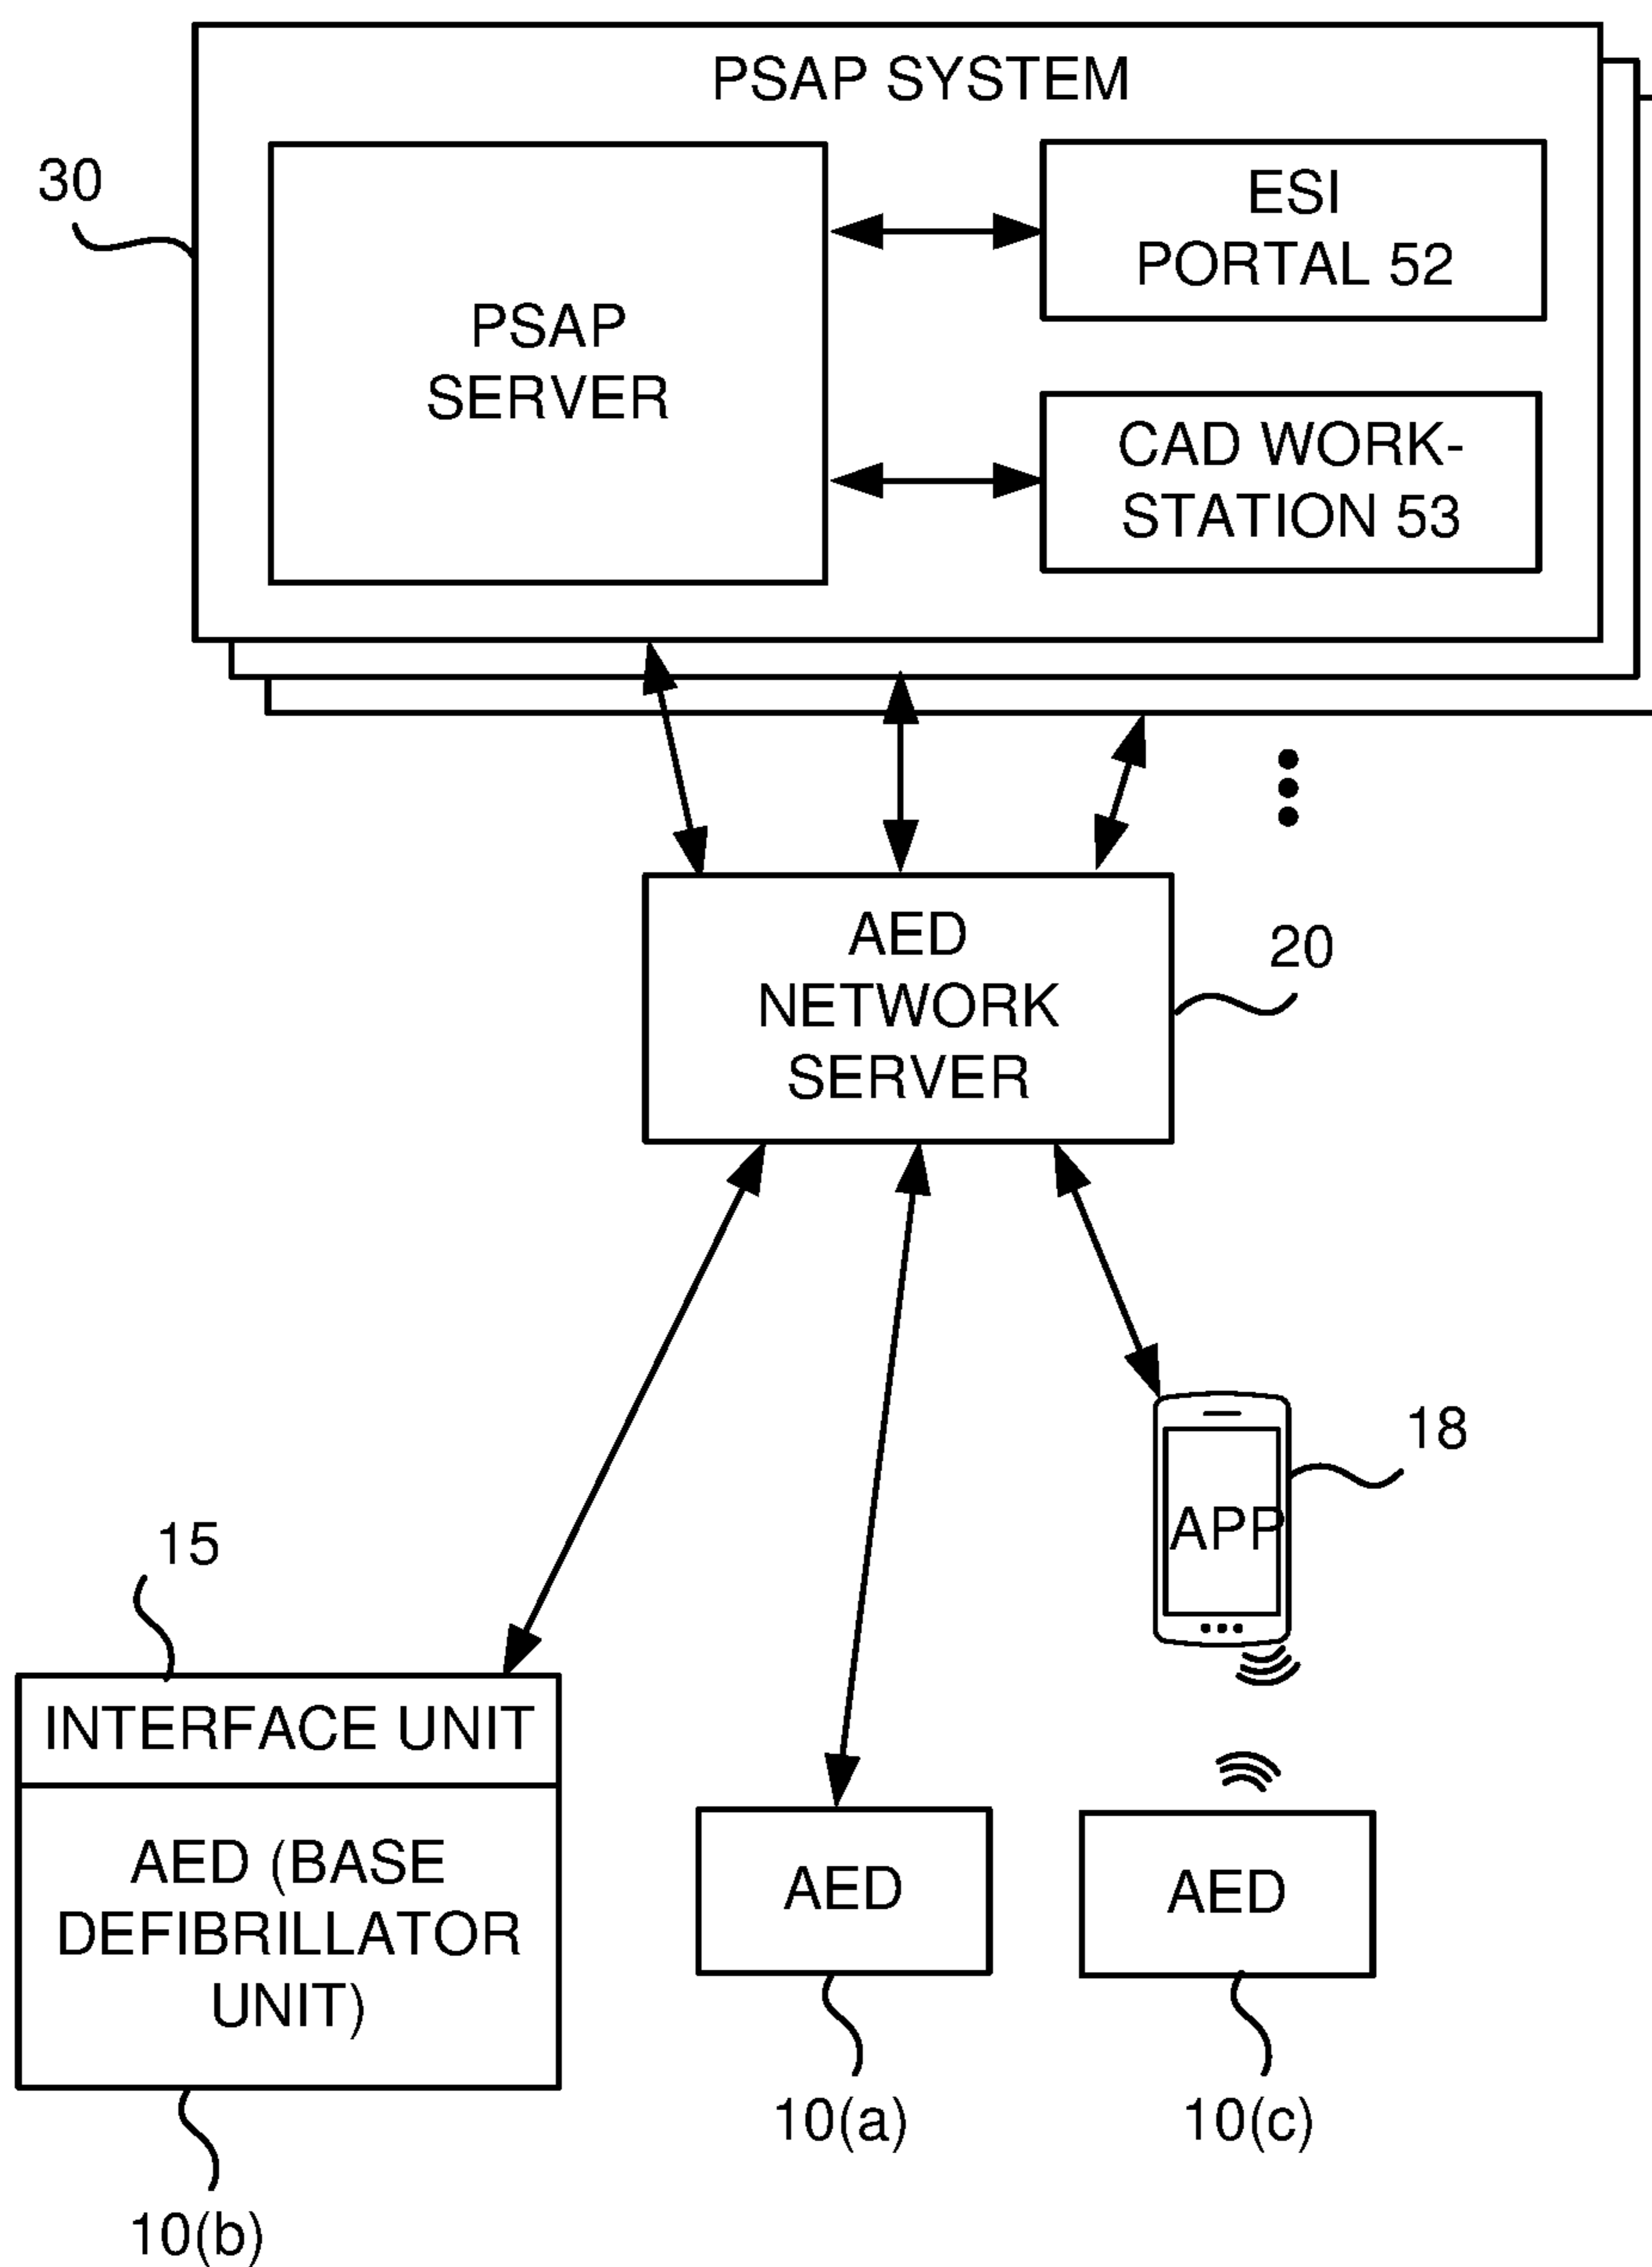 PSAP SYSTEM
30
PSAP
SERVER
ESI
PORTAL 52
CAD WORK-
STATION 53
AED
NETWORK
SERVER
20
18
APP
15
INTERFACE UNIT
AED (BASE
DEFIBRILLATOR
UNIT)
AED
AED
10(a)
10(c)
10(b)